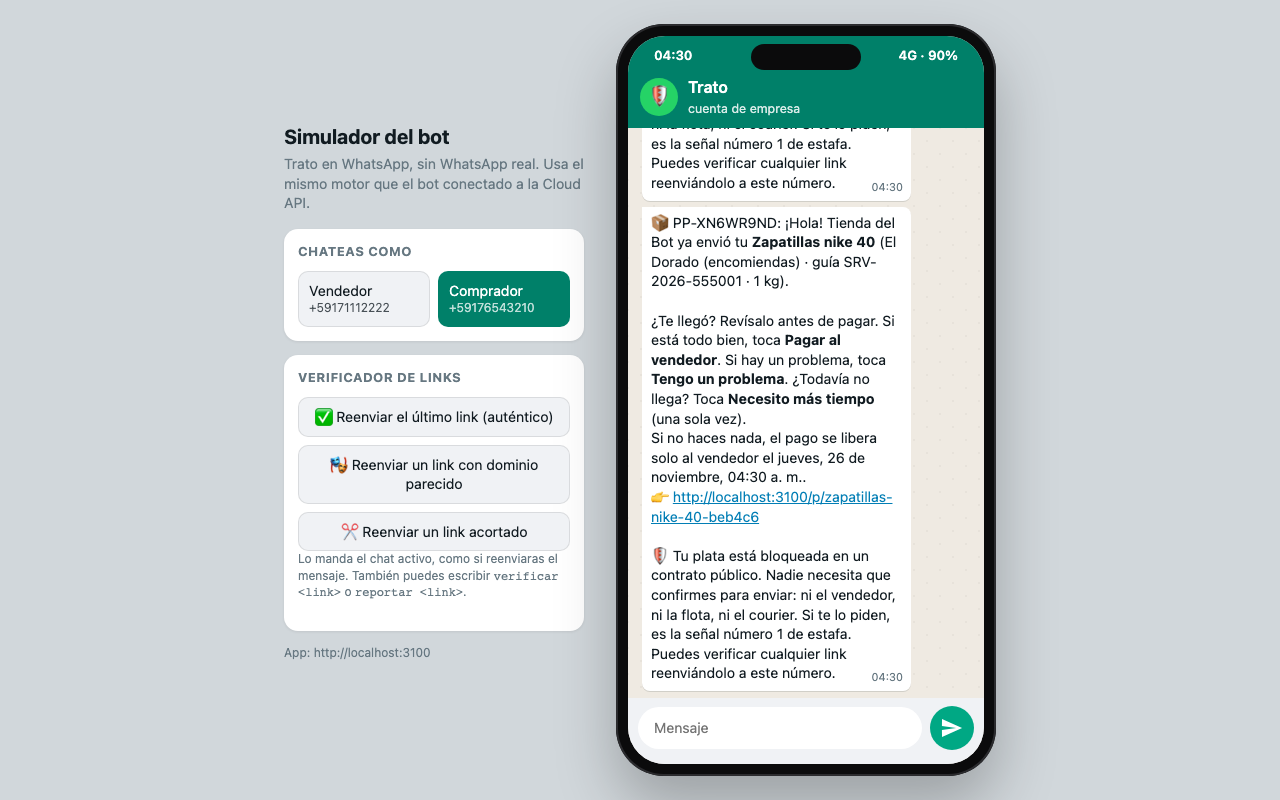 Simulador del bot
Trato en WhatsApp, sin WhatsApp real. Usa el
mismo motor que el bot conectado a la Cloud
API.
CHATEAS COMO
Vendedor
+59171112222
Comprador
+59176543210
VERIFICADOR DE LINKS
✅ Reenviar el último link (auténtico)
🎭 Reenviar un link con dominio
parecido
✂️ Reenviar un link acortado
Lo manda el chat activo, como si reenviaras el
mensaje. También puedes escribir verificar
<link> o reportar <link>.
App: http://localhost:3100
04:30
4G · 90%
Trato
cuenta de empresa
es la señal número 1 de estafa.
Puedes verificar cualquier link
reenviándolo a este número.
04:30
📦 PP-XN6WR9ND: ¡Hola! Tienda del
Bot ya envió tu Zapatillas nike 40 (El
Dorado (encomiendas) · guía SRV-
2026-555001 · 1 kg).
¿Te llegó? Revísalo antes de pagar. Si
está todo bien, toca Pagar al
vendedor. Si hay un problema, toca
Tengo un problema. ¿Todavía no
llega? Toca Necesito más tiempo
(una sola vez).
Si no haces nada, el pago se libera
solo al vendedor el jueves, 26 de
noviembre, 04:30 a. m..
👉 http://localhost:3100/p/zapatillas-
nike-40-beb4c6
🛡️ Tu plata está bloqueada en un
contrato público. Nadie necesita que
confirmes para enviar: ni el vendedor,
ni la flota, ni el courier. Si te lo piden,
es la señal número 1 de estafa.
Puedes verificar cualquier link
reenviándolo a este número.
04:30
Mensaje